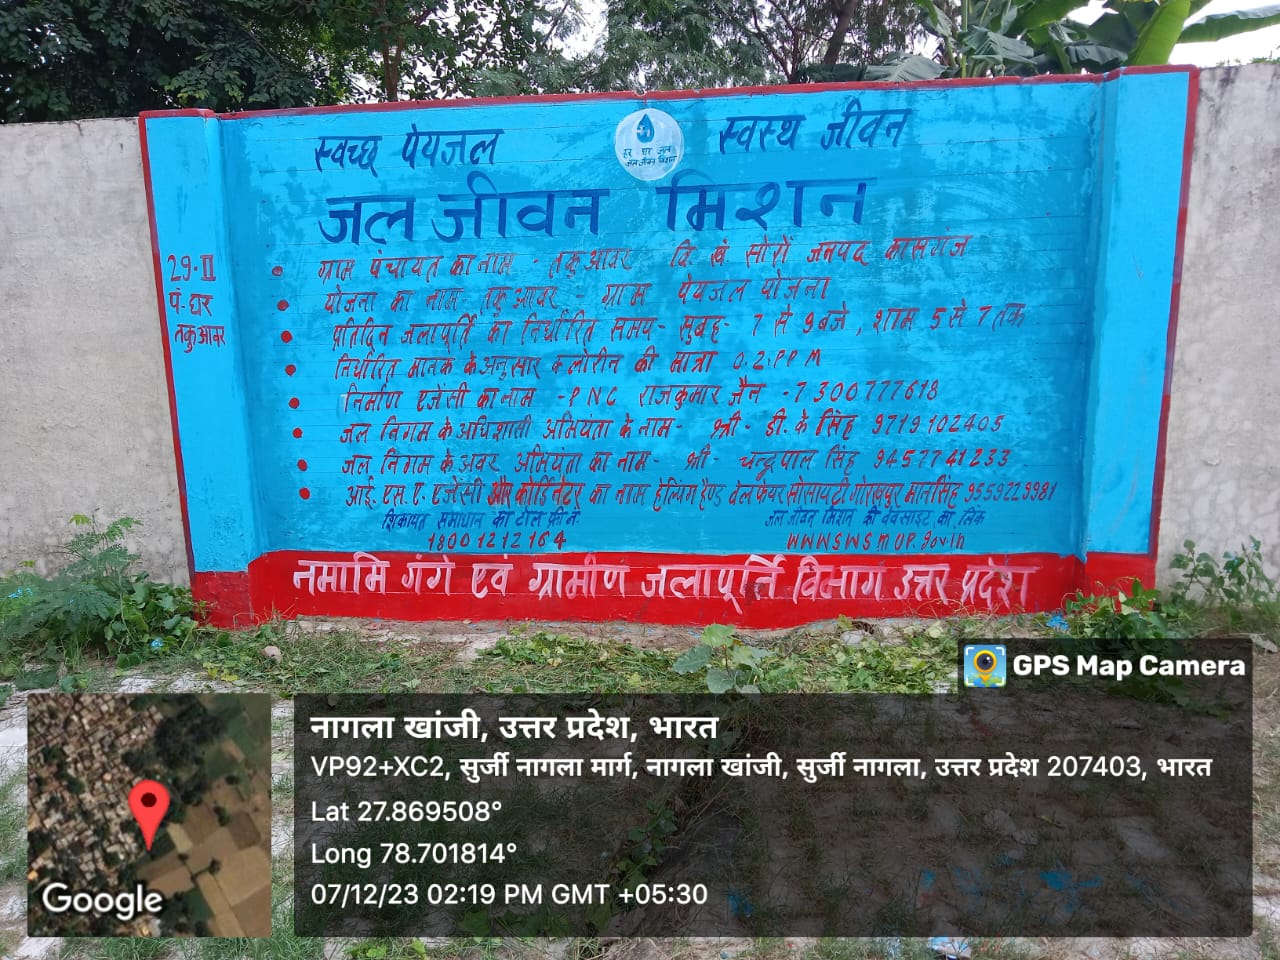 स्वच्छ पेयजल
स्वस्थ जीवन
हर घर जल
जल जीवन मिशन
जल जीवन मिशन
29-II
पं-घर
तकुआवर
ग्राम पंचायत का नाम - तकुआवर वि. खं. सोरों जनपद कासगंज
योजना का नाम - तकुआवर - ग्राम पेयजल योजना
प्रतिदिन जलापूर्ति का निर्धारित समय - सुबह - 7 से 9 बजे, शाम 5 से 7 तक
निर्धारित मानक के अनुसार क्लोरीन की मात्रा 0.2.PPM
निर्माण एजेंसी का नाम - PNC राजकुमार जैन - 7300777618
जल निगम के अधिशासी अभियंता के नाम - श्री - डी. के सिंह 9719102405
जल निगम के अवर अभियंता का नाम - श्री - चन्द्रपाल सिंह 9457741233
आई. एस. ए. एजेंसी और कोर्डिनेटर का नाम हेल्पिंग हैण्ड वेलफेयर सोसायटी गोरखपुर मानसिंह 9559229981
शिकायत समाधान का टोल फ्री न.
18001212164
जल जीवन मिशन की वेवसाइट का लिंक
WWWSWSMUP.gov.in
नमामि गंगे एवं ग्रामीण जलापूर्ति विभाग उत्तर प्रदेश
GPS Map Camera
नागला खांजी, उत्तर प्रदेश, भारत
VP92+XC2, सुर्जी नागला मार्ग, नागला खांजी, सुर्जी नागला, उत्तर प्रदेश 207403, भारत
Lat 27.869508°
Long 78.701814°
07/12/23 02:19 PM GMT +05:30
Google